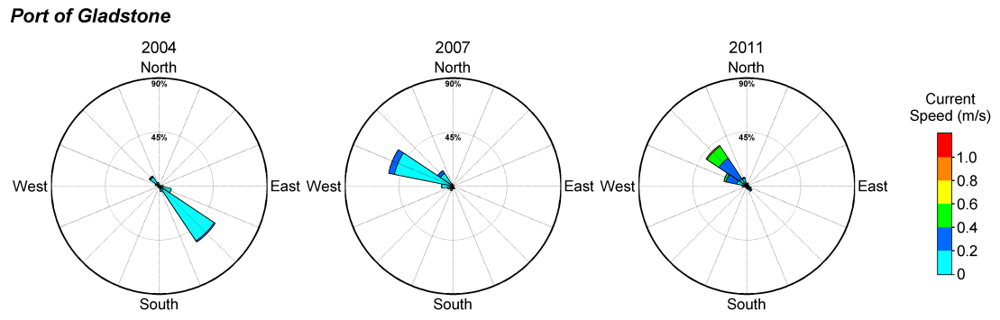 Port of Gladstone
2004
North
90%
45%
West
East
South
2007
North
90%
45%
West
East
South
2011
North
90%
45%
West
East
South
Current
Speed (m/s)
1.0
0.8
0.6
0.4
0.2
0